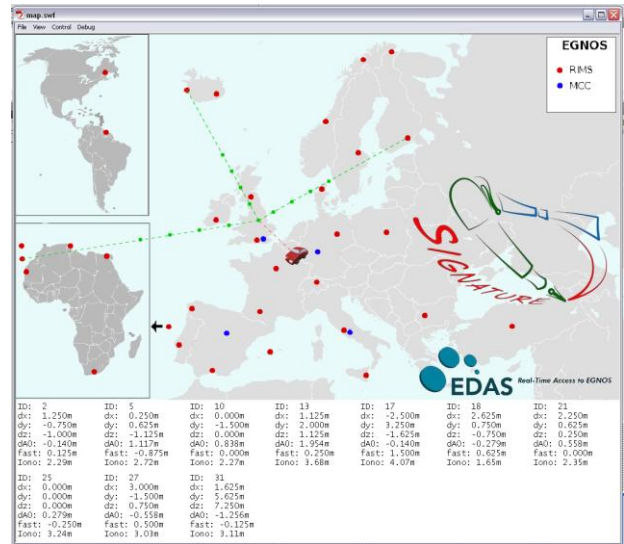 map.swf
File View Control Debug
EGNOS
RIMS
MCC
SIGNATURE
EDAS Real-Time Access to EGNOS
ID: 2
dx: 1.250m
dy: -0.750m
dz: -1.000m
dA0: -0.140m
fast: 0.125m
Iono: 2.29m
ID: 5
dx: 0.250m
dy: 0.625m
dz: -1.125m
dA0: 1.117m
fast: -0.875m
Iono: 2.72m
ID: 10
dx: 0.000m
dy: -1.500m
dz: 0.000m
dA0: 0.838m
fast: 0.000m
Iono: 2.27m
ID: 13
dx: 1.125m
dy: 2.000m
dz: 1.125m
dA0: 1.954m
fast: 0.250m
Iono: 3.68m
ID: 17
dx: -2.500m
dy: 3.250m
dz: -1.625m
dA0: -0.140m
fast: 1.500m
Iono: 4.07m
ID: 18
dx: 2.625m
dy: 0.750m
dz: -0.750m
dA0: -0.279m
fast: 0.625m
Iono: 1.65m
ID: 21
dx: 2.250m
dy: 0.625m
dz: 0.250m
dA0: 0.558m
fast: 0.000m
Iono: 2.35m
ID: 25
dx: 0.000m
dy: 0.000m
dz: 0.000m
dA0: 0.279m
fast: -0.250m
Iono: 3.24m
ID: 27
dx: 3.000m
dy: -1.500m
dz: 0.750m
dA0: -0.558m
fast: 0.500m
Iono: 3.03m
ID: 31
dx: 1.625m
dy: 5.625m
dz: 7.250m
dA0: -1.256m
fast: -0.125m
Iono: 3.11m